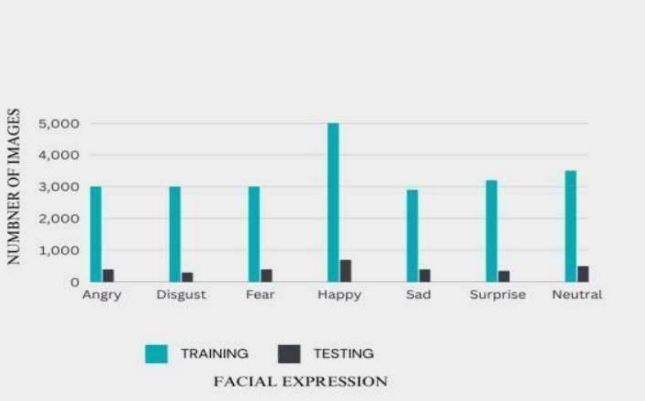 NUMBNER OF IMAGES
5,000
4,000
3,000
2,000
1,000
0
Angry Disgust Fear Happy Sad Surprise Neutral
TRAINING TESTING
FACIAL EXPRESSION